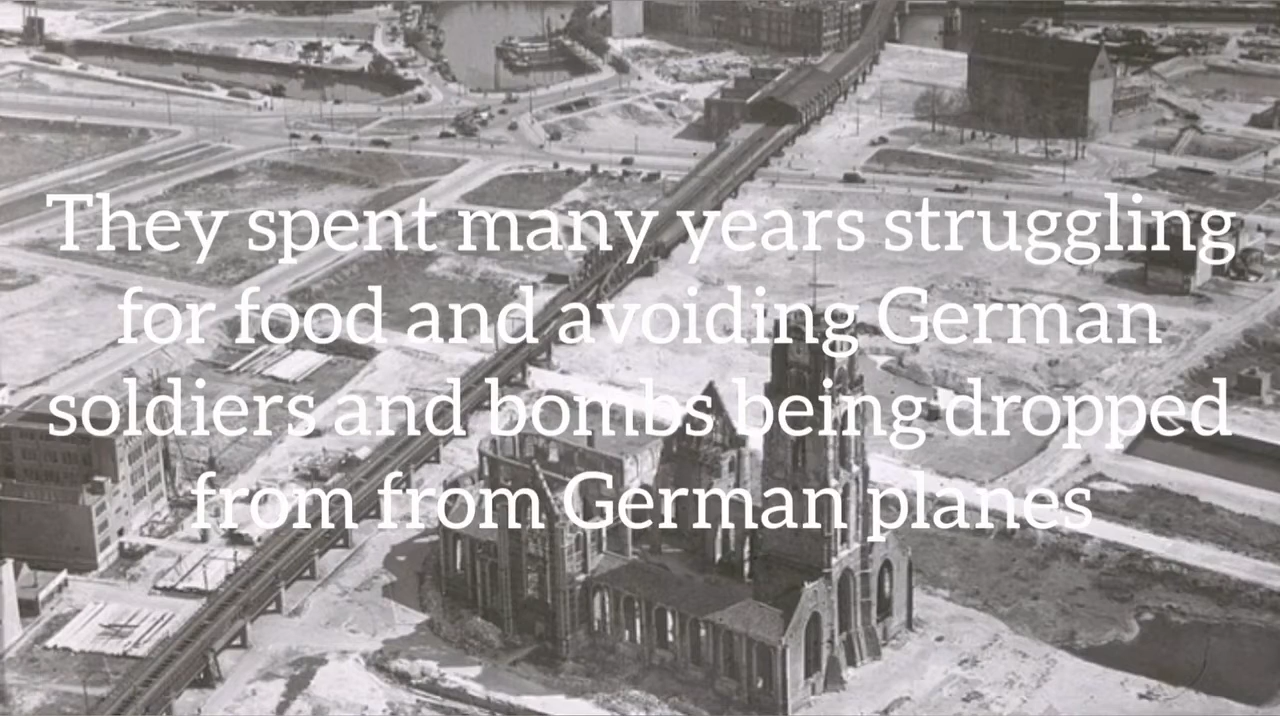 They spent many years struggling
for food and avoiding German
soldiers and bombs being dropped
from from German planes